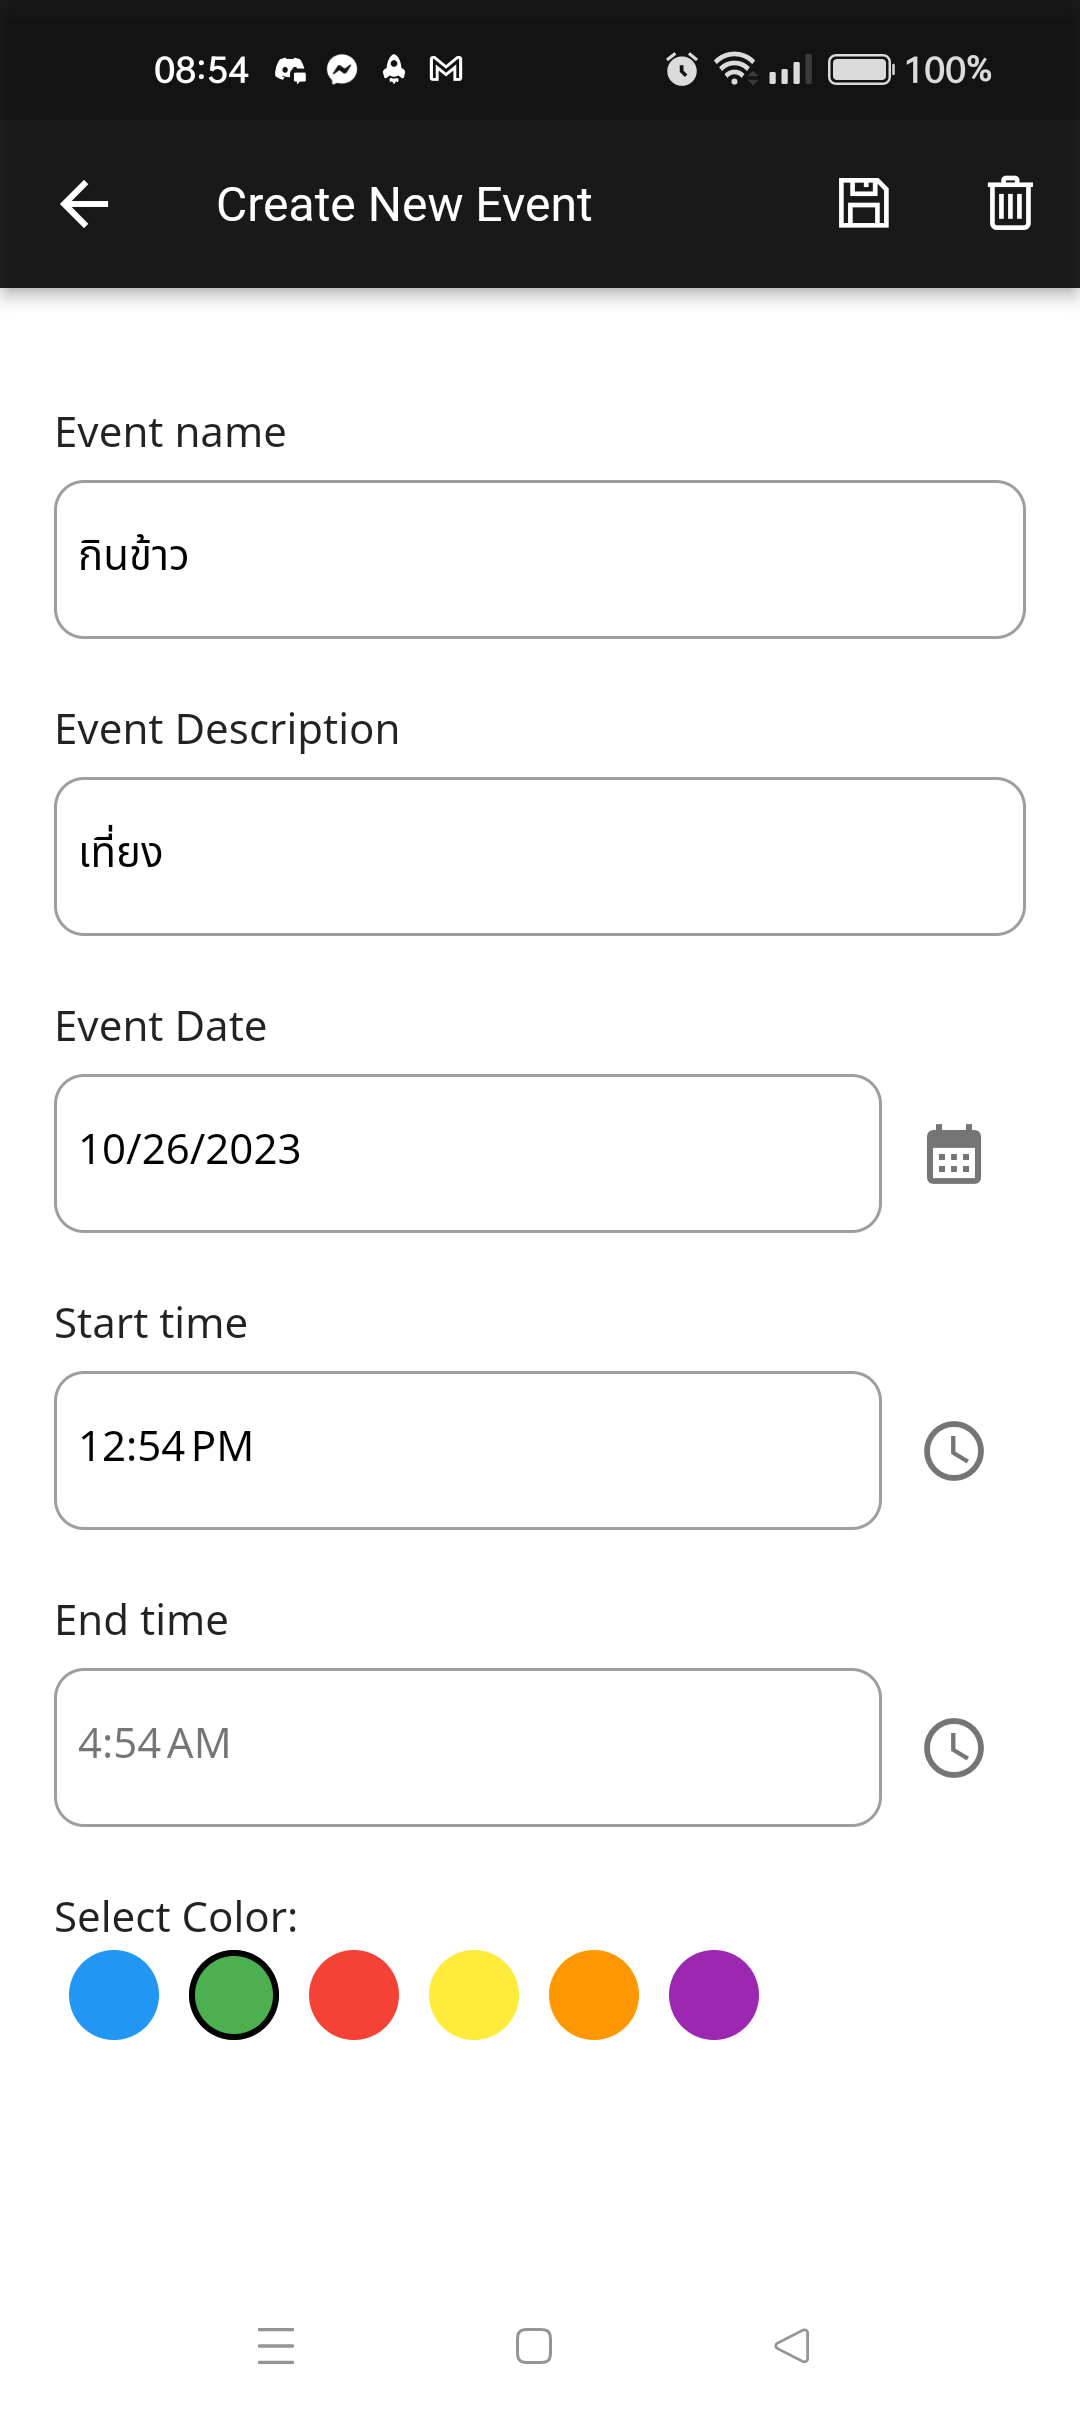 08:54
100%
Create New Event
Event name
กินข้าว
Event Description
เที่ยง
Event Date
10/26/2023
Start time
12:54 PM
End time
4:54 AM
Select Color: